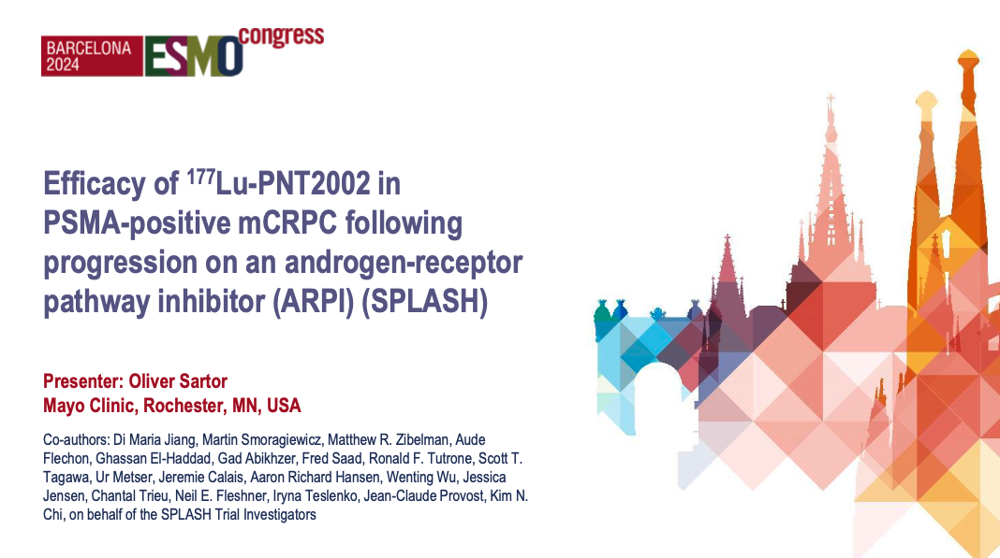 BARCELONA
2024
ESMO congress
Efficacy of ¹⁷⁷Lu-PNT2002 in
PSMA-positive mCRPC following
progression on an androgen-receptor
pathway inhibitor (ARPI) (SPLASH)
Presenter: Oliver Sartor
Mayo Clinic, Rochester, MN, USA
Co-authors: Di Maria Jiang, Martin Smoragiewicz, Matthew R. Zibelman, Aude
Flechon, Ghassan El-Haddad, Gad Abikhzer, Fred Saad, Ronald F. Tutrone, Scott T.
Tagawa, Ur Metser, Jeremie Calais, Aaron Richard Hansen, Wenting Wu, Jessica
Jensen, Chantal Trieu, Neil E. Fleshner, Iryna Teslenko, Jean-Claude Provost, Kim N.
Chi, on behalf of the SPLASH Trial Investigators